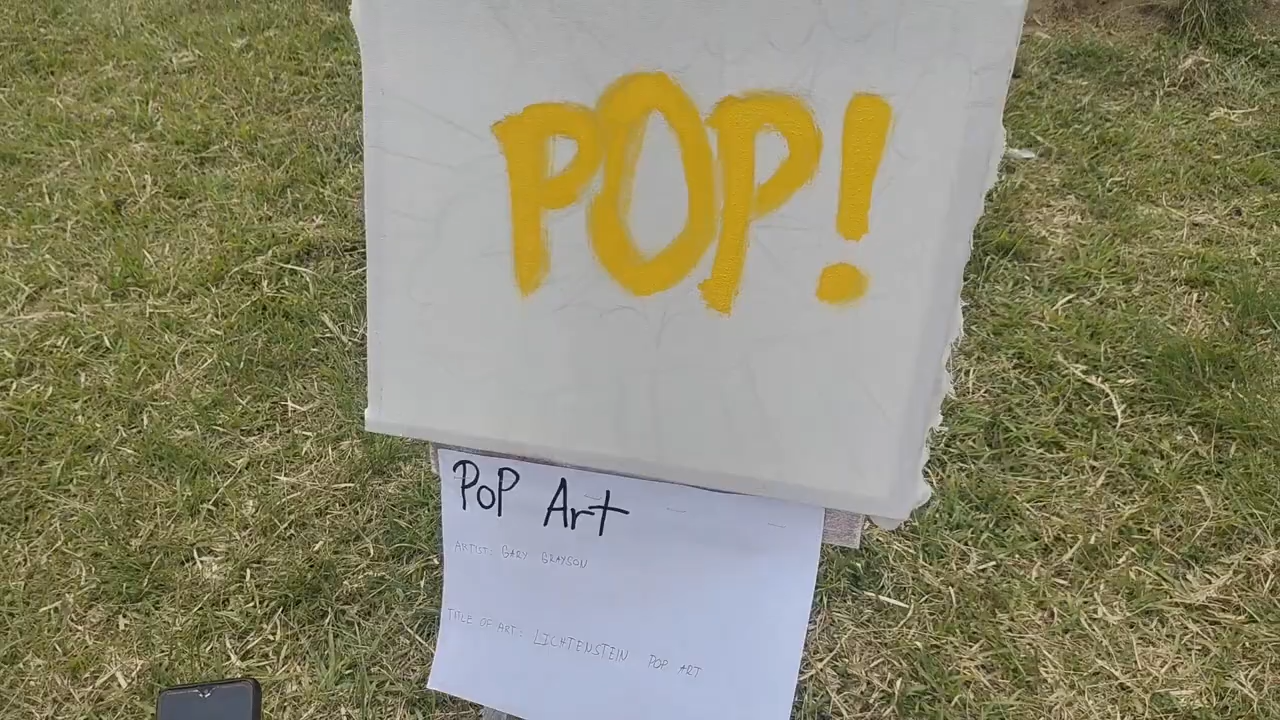 POP!
PoP Art
ARTIST: GARY GRAYSON
TITLE OF ART: LICHTENSTEIN POP ART